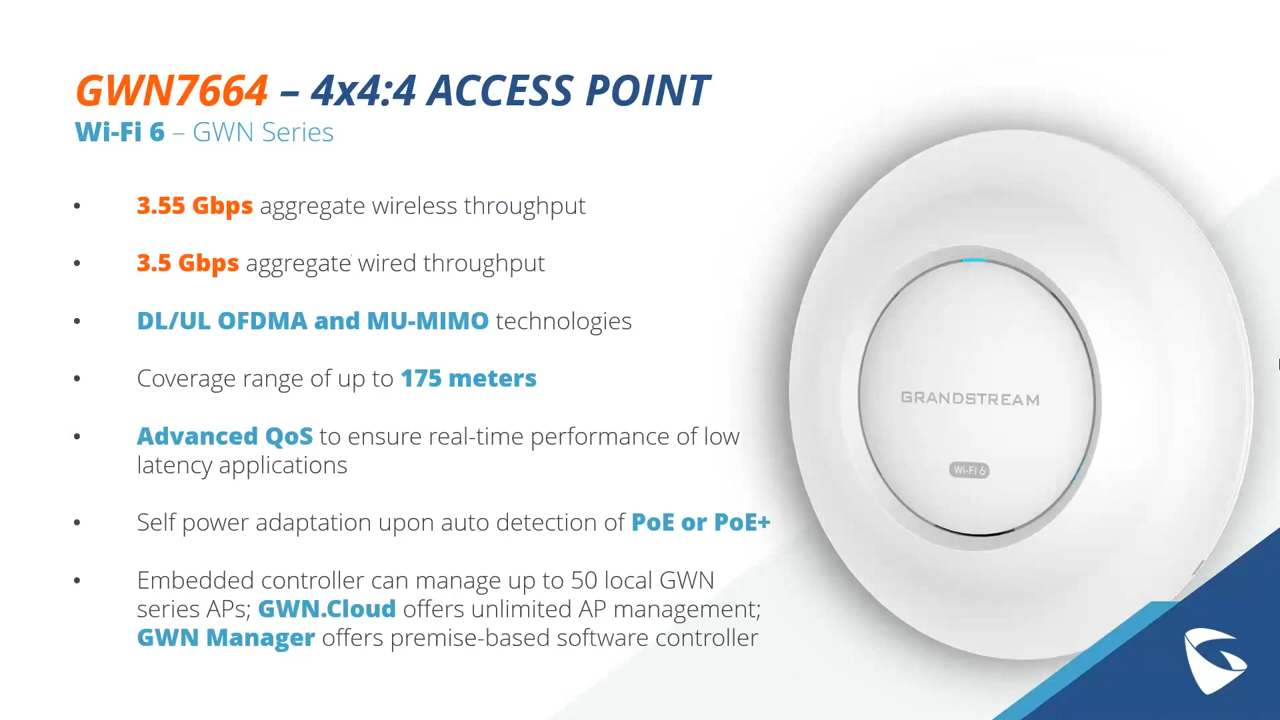 GWN7664 – 4x4:4 ACCESS POINT
Wi-Fi 6 – GWN Series
• 3.55 Gbps aggregate wireless throughput
• 3.5 Gbps aggregate wired throughput
• DL/UL OFDMA and MU-MIMO technologies
• Coverage range of up to 175 meters
• Advanced QoS to ensure real-time performance of low
latency applications
• Self power adaptation upon auto detection of PoE or PoE+
• Embedded controller can manage up to 50 local GWN
series APs; GWN.Cloud offers unlimited AP management;
GWN Manager offers premise-based software controller
GRANDSTREAM
Wi-Fi 6